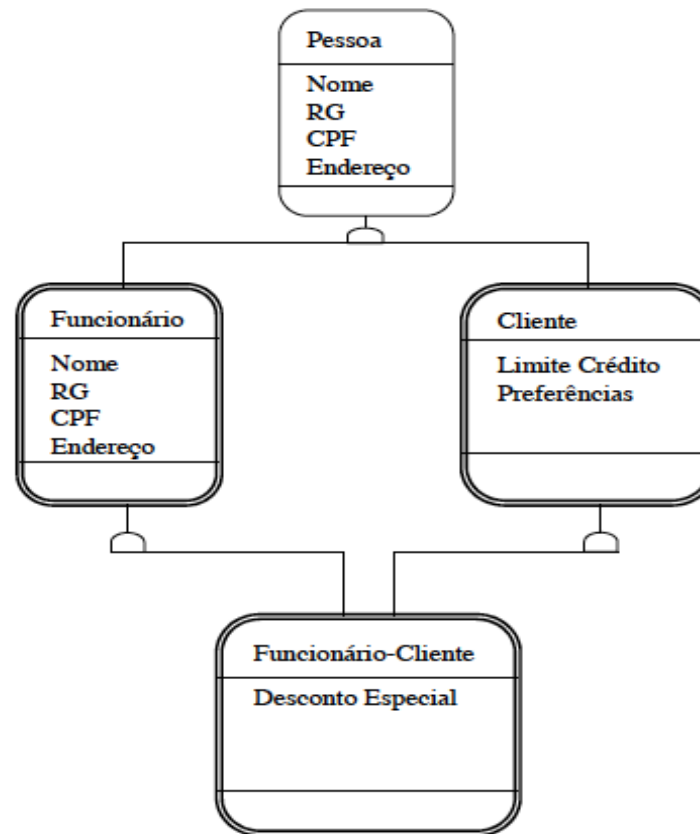 Pessoa
Nome
RG
CPF
Endereço
Funcionário
Nome
RG
CPF
Endereço
Cliente
Limite Crédito
Preferências
Funcionário-Cliente
Desconto Especial